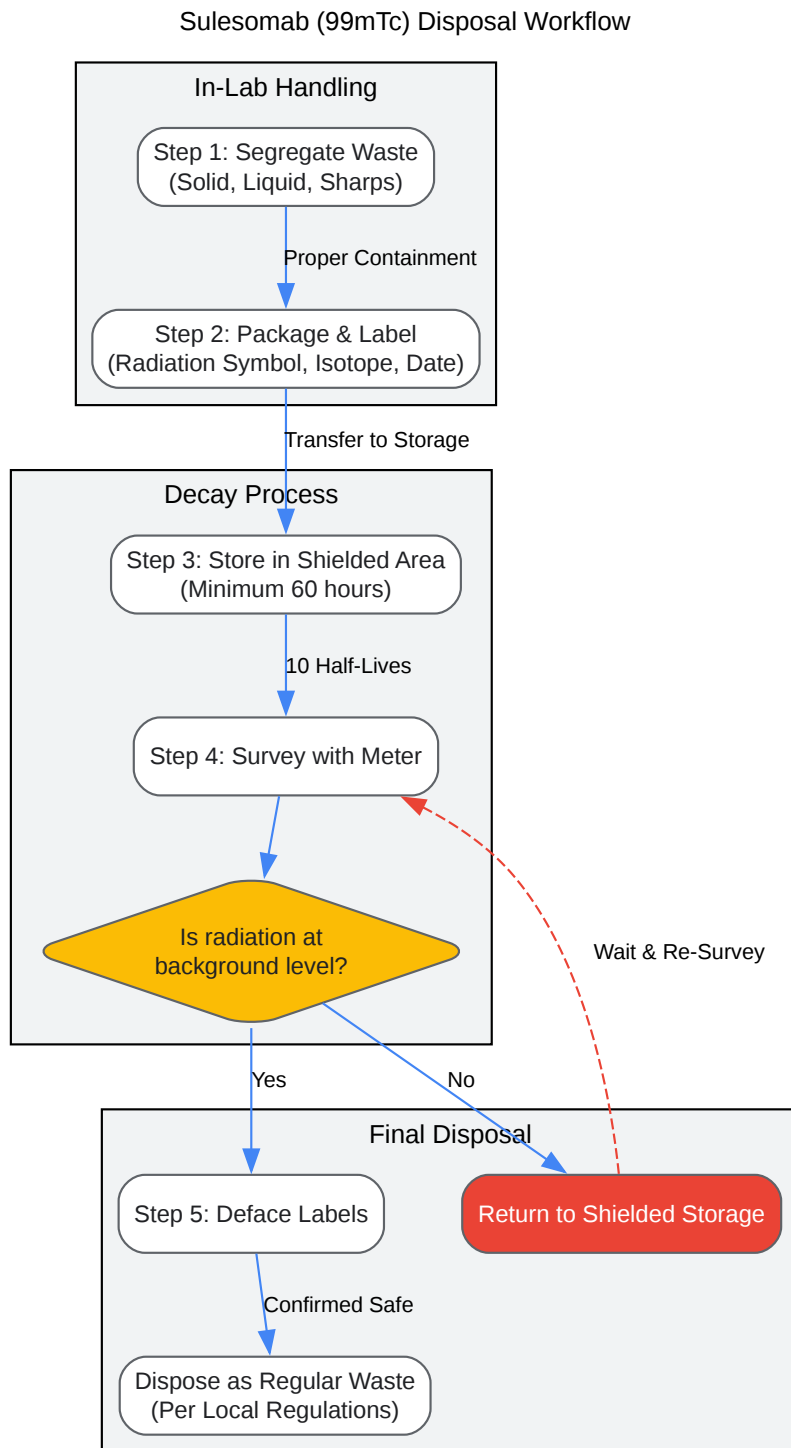 Sulesomab (99mTc) Disposal Workflow
In-Lab Handling
Step 1: Segregate Waste
(Solid, Liquid, Sharps)
Proper Containment
Step 2: Package & Label
(Radiation Symbol, Isotope, Date)
Transfer to Storage
Decay Process
Step 3: Store in Shielded Area
(Minimum 60 hours)
10 Half-Lives
Step 4: Survey with Meter
Is radiation at
background level?
Wait & Re-Survey
Yes
No
Final Disposal
Step 5: Deface Labels
Return to Shielded Storage
Confirmed Safe
Dispose as Regular Waste
(Per Local Regulations)